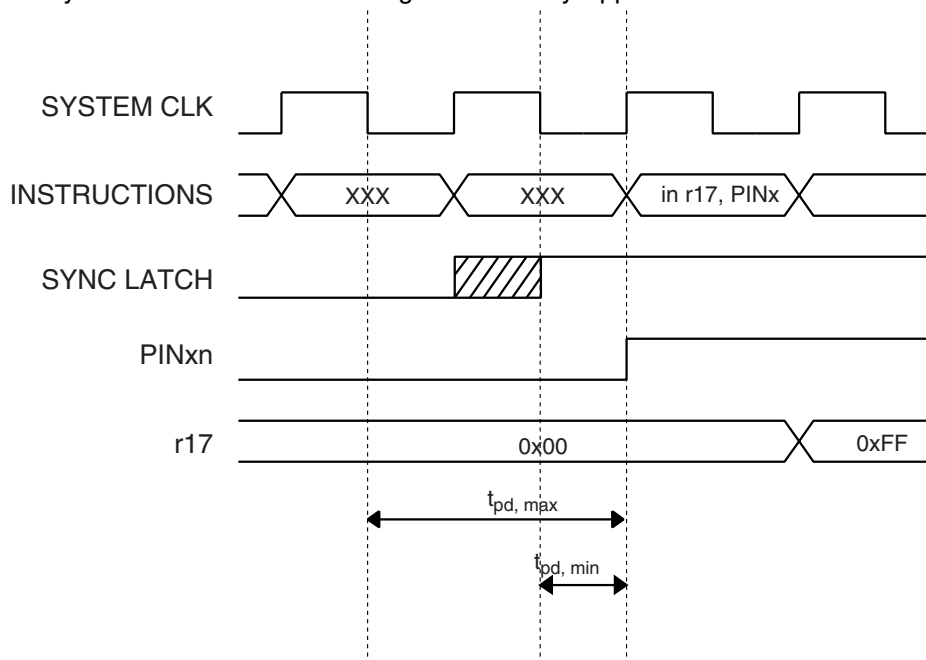 SYSTEM CLK
INSTRUCTIONS XXX XXX in r17, PINx
SYNC LATCH
PINxn
r17 0x00 0xFF
tpd, max
tpd, min